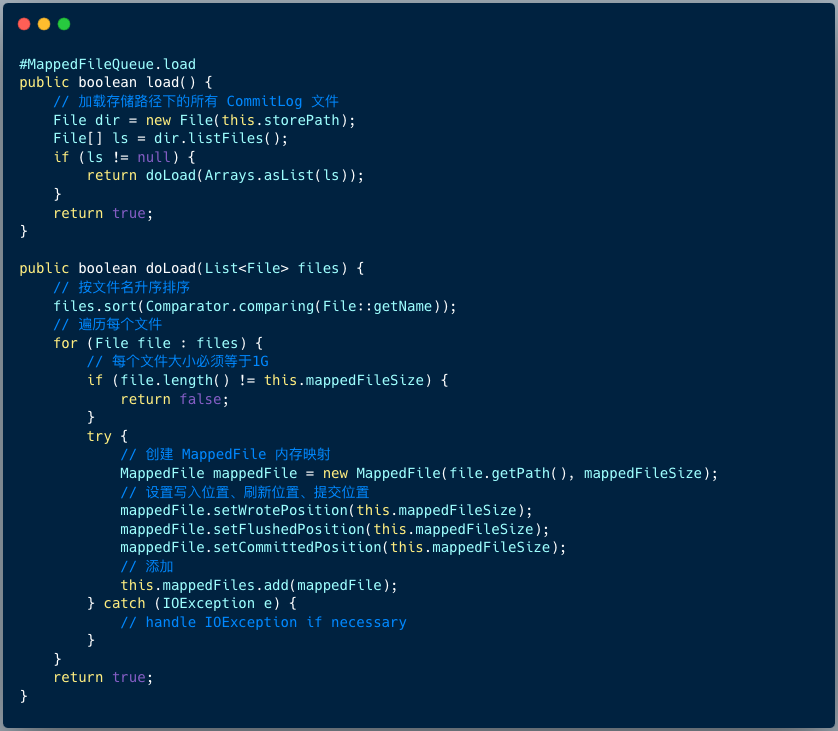 #MappedFileQueue.load
public boolean load() {
    // 加载存储路径下的所有 CommitLog 文件
    File dir = new File(this.storePath);
    File[] ls = dir.listFiles();
    if (ls != null) {
        return doLoad(Arrays.asList(ls));
    }
    return true;
}

public boolean doLoad(List<File> files) {
    // 按文件名升序排序
    files.sort(Comparator.comparing(File::getName));
    // 遍历每个文件
    for (File file : files) {
        // 每个文件大小必须等于1G
        if (file.length() != this.mappedFileSize) {
            return false;
        }
        try {
            // 创建 MappedFile 内存映射
            MappedFile mappedFile = new MappedFile(file.getPath(), mappedFileSize);
            // 设置写入位置、刷新位置、提交位置
            mappedFile.setWrotePosition(this.mappedFileSize);
            mappedFile.setFlushedPosition(this.mappedFileSize);
            mappedFile.setCommittedPosition(this.mappedFileSize);
            // 添加
            this.mappedFiles.add(mappedFile);
        } catch (IOException e) {
            // handle IOException if necessary
        }
    }
    return true;
}